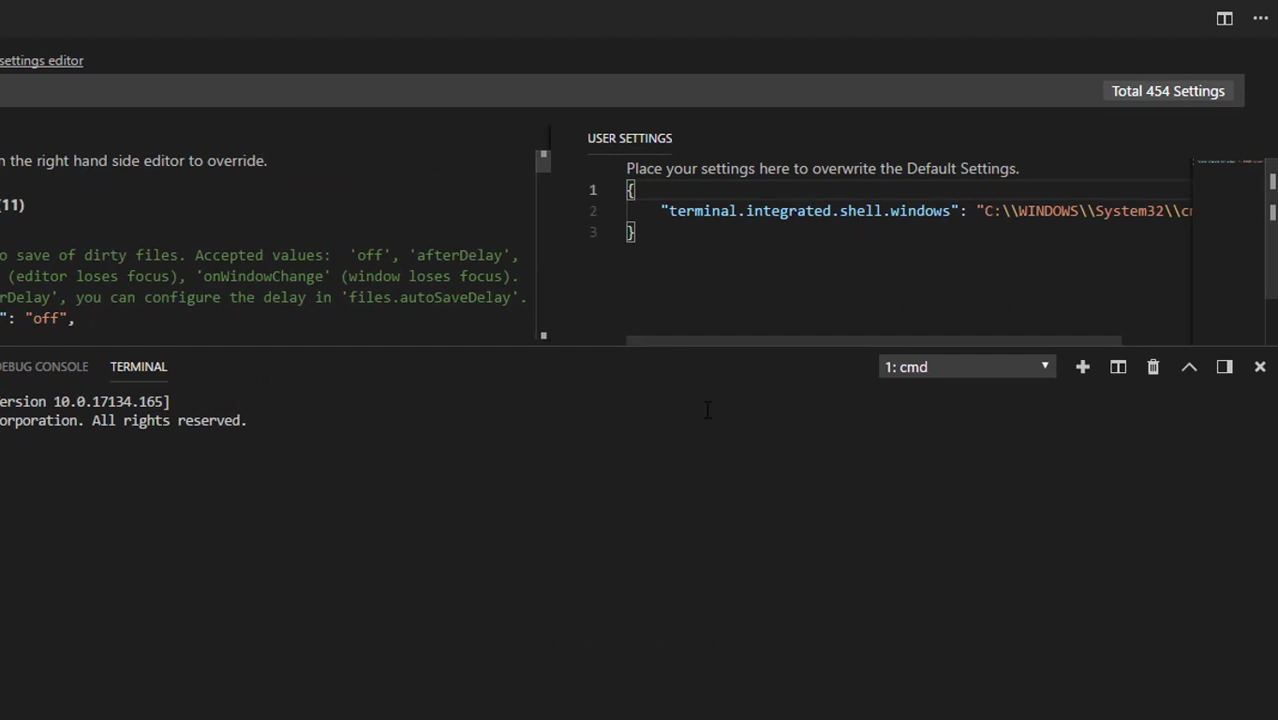 settings editor
Total 454 Settings
n the right hand side editor to override.
(11)
o save of dirty files. Accepted values:  'off', 'afterDelay',
(editor loses focus), 'onWindowChange' (window loses focus).
rDelay', you can configure the delay in 'files.autoSaveDelay'.
": "off",
USER SETTINGS
Place your settings here to overwrite the Default Settings.
1 {
2 "terminal.integrated.shell.windows": "C:\\WINDOWS\\System32\\cm
3 }
DEBUG CONSOLE TERMINAL 1: cmd
ersion 10.0.17134.165]
orporation. All rights reserved.